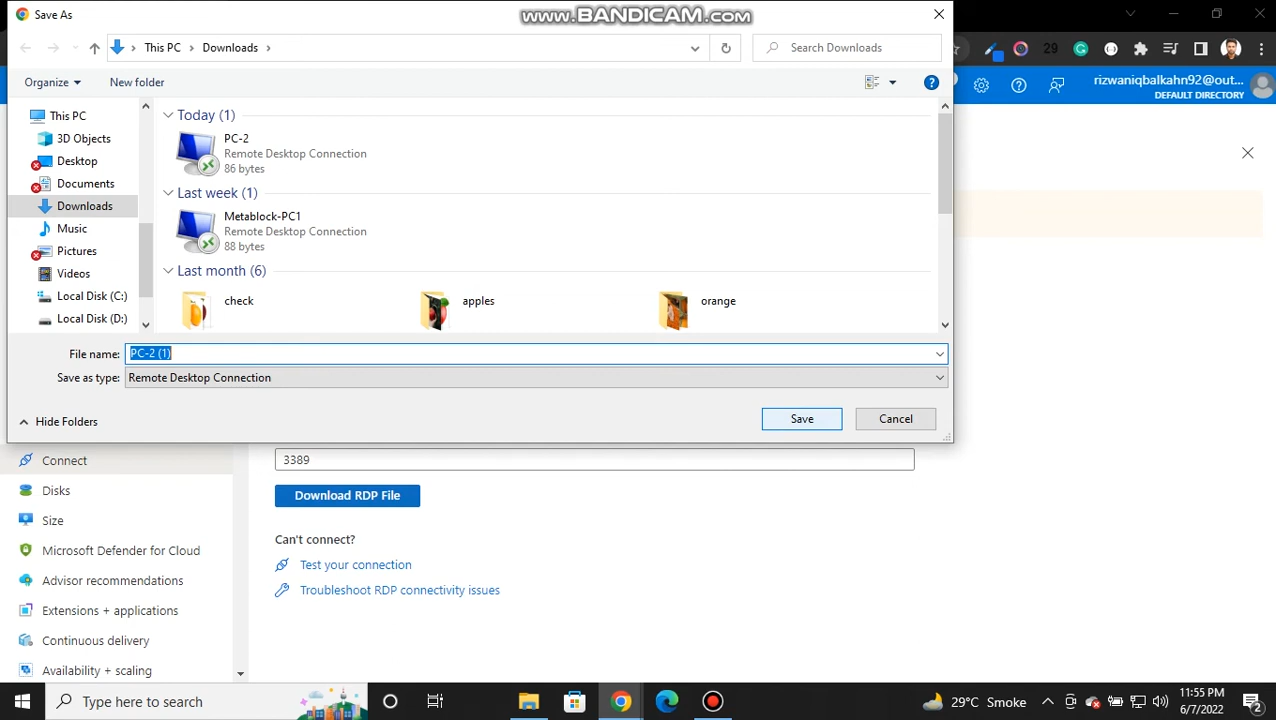 Save As
www.BANDICAM.com
This PC
Downloads
Search Downloads
Organize
New folder
29
rizwaniqbalkahn92@out...
DEFAULT DIRECTORY
This PC
3D Objects
Desktop
Documents
Downloads
Music
Pictures
Videos
Local Disk (C:)
Local Disk (D:)
Today (1)
PC-2
Remote Desktop Connection
86 bytes
Last week (1)
Metablock-PC1
Remote Desktop Connection
88 bytes
Last month (6)
check
apples
orange
File name: PC-2 (1)
Save as type: Remote Desktop Connection
Hide Folders
Save
Cancel
Connect
Disks
Size
Microsoft Defender for Cloud
Advisor recommendations
Extensions + applications
Continuous delivery
Availability + scaling
3389
Download RDP File
Can't connect?
Test your connection
Troubleshoot RDP connectivity issues
Type here to search
29°C Smoke
11:55 PM
6/7/2022
2